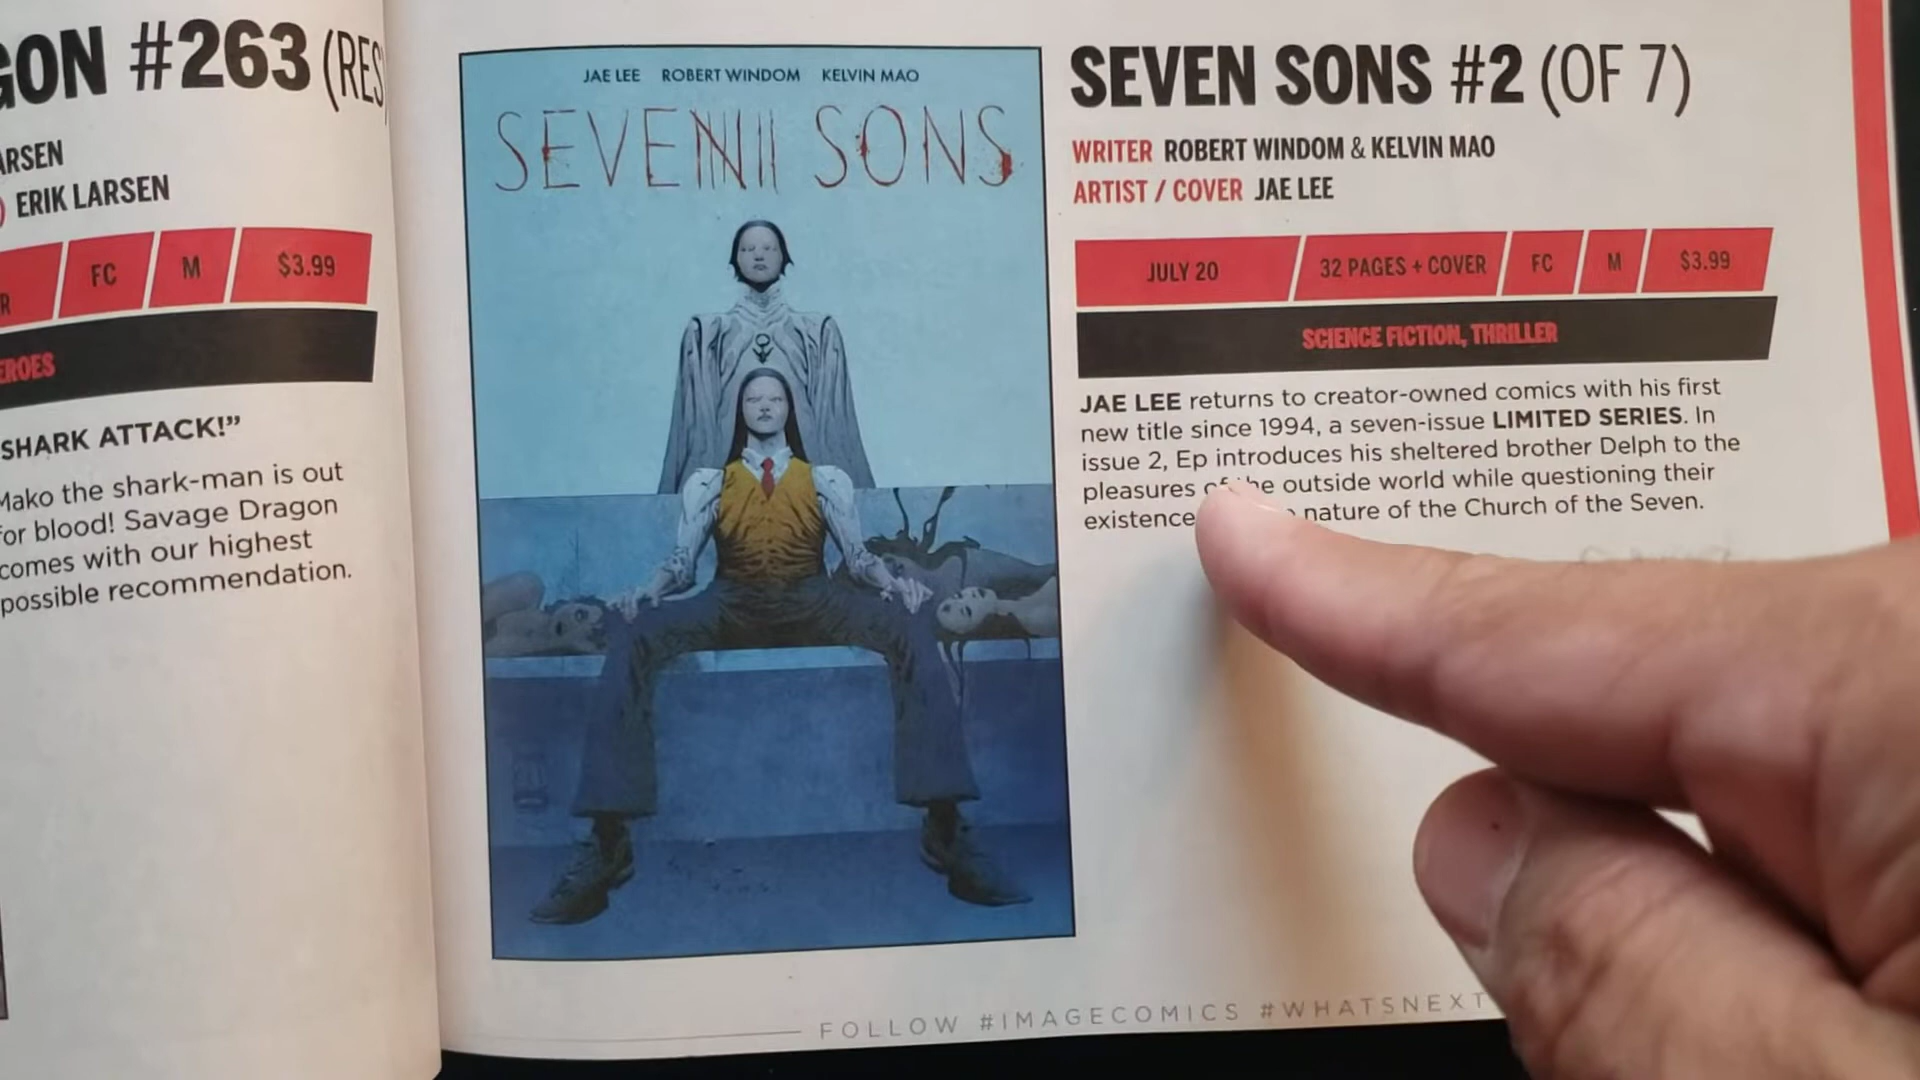 GON #263 (RES
ARSEN
) ERIK LARSEN
R FC M $3.99
EROES
SHARK ATTACK!”
Mako the shark-man is out
for blood! Savage Dragon
comes with our highest
possible recommendation.
JAE LEE ROBERT WINDOM KELVIN MAO
SEVENIII SONS
SEVEN SONS #2 (OF 7)
WRITER ROBERT WINDOM & KELVIN MAO
ARTIST / COVER JAE LEE
JULY 20 32 PAGES + COVER FC M $3.99
SCIENCE FICTION, THRILLER
JAE LEE returns to creator-owned comics with his first
new title since 1994, a seven-issue LIMITED SERIES. In
issue 2, Ep introduces his sheltered brother Delph to the
pleasures of the outside world while questioning their
existence nature of the Church of the Seven.
FOLLOW #IMAGECOMICS #WHATSNEXT